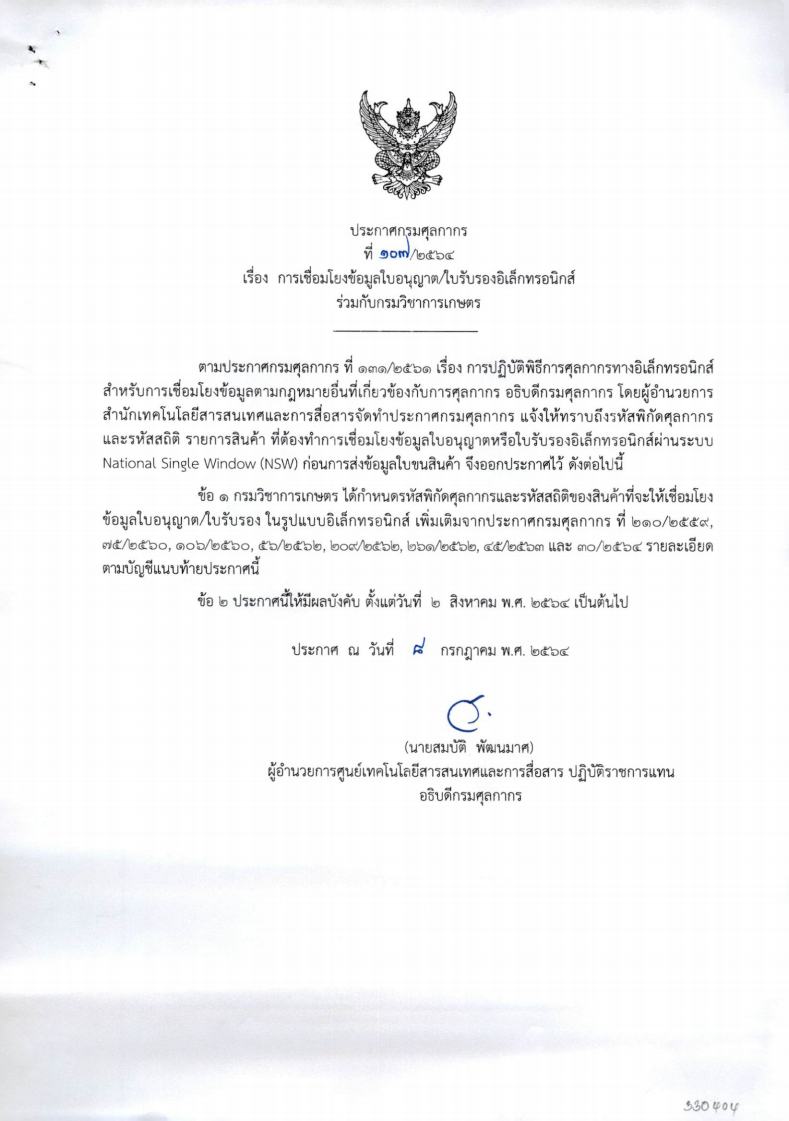 ประกาศกรมศุลกากร
ที่ ๑๐๗/๒๕๖๔
เรื่อง การเชื่อมโยงข้อมูลใบอนุญาต/ใบรับรองอิเล็กทรอนิกส์
ร่วมกับกรมวิชาการเกษตร
ตามประกาศกรมศุลกากร ที่ ๑๓๑/๒๕๖๑ เรื่อง การปฏิบัติพิธีการศุลกากรทางอิเล็กทรอนิกส์
สำหรับการเชื่อมโยงข้อมูลตามกฎหมายอื่นที่เกี่ยวข้องกับการศุลกากร อธิบดีกรมศุลกากร โดยผู้อำนวยการ
สำนักเทคโนโลยีสารสนเทศและการสื่อสารจัดทำประกาศกรมศุลกากร แจ้งให้ทราบถึงรหัสพิกัดศุลกากร
และรหัสสถิติ รายการสินค้า ที่ต้องทำการเชื่อมโยงข้อมูลใบอนุญาตหรือใบรับรองอิเล็กทรอนิกส์ผ่านระบบ
National Single Window (NSW) ก่อนการส่งข้อมูลใบขนสินค้า จึงออกประกาศไว้ ดังต่อไปนี้
ข้อ ๑ กรมวิชาการเกษตร ได้กำหนดรหัสพิกัดศุลกากรและรหัสสถิติของสินค้าที่จะให้เชื่อมโยง
ข้อมูลใบอนุญาต/ใบรับรอง ในรูปแบบอิเล็กทรอนิกส์ เพิ่มเติมจากประกาศกรมศุลกากร ที่ ๒๑๐/๒๕๕๙,
๗๕/๒๕๖๐, ๑๐๖/๒๕๖๐, ๕๖/๒๕๖๒, ๒๐๙/๒๕๖๒, ๒๖๑/๒๕๖๒, ๔๕/๒๕๖๓ และ ๓๐/๒๕๖๔ รายละเอียด
ตามบัญชีแนบท้ายประกาศนี้
ข้อ ๒ ประกาศนี้ให้มีผลบังคับ ตั้งแต่วันที่ ๒ สิงหาคม พ.ศ. ๒๕๖๔ เป็นต้นไป
ประกาศ ณ วันที่ ๘ กรกฎาคม พ.ศ. ๒๕๖๔
(นายสมบัติ พัฒนมาศ)
ผู้อำนวยการศูนย์เทคโนโลยีสารสนเทศและการสื่อสาร ปฏิบัติราชการแทน
อธิบดีกรมศุลกากร